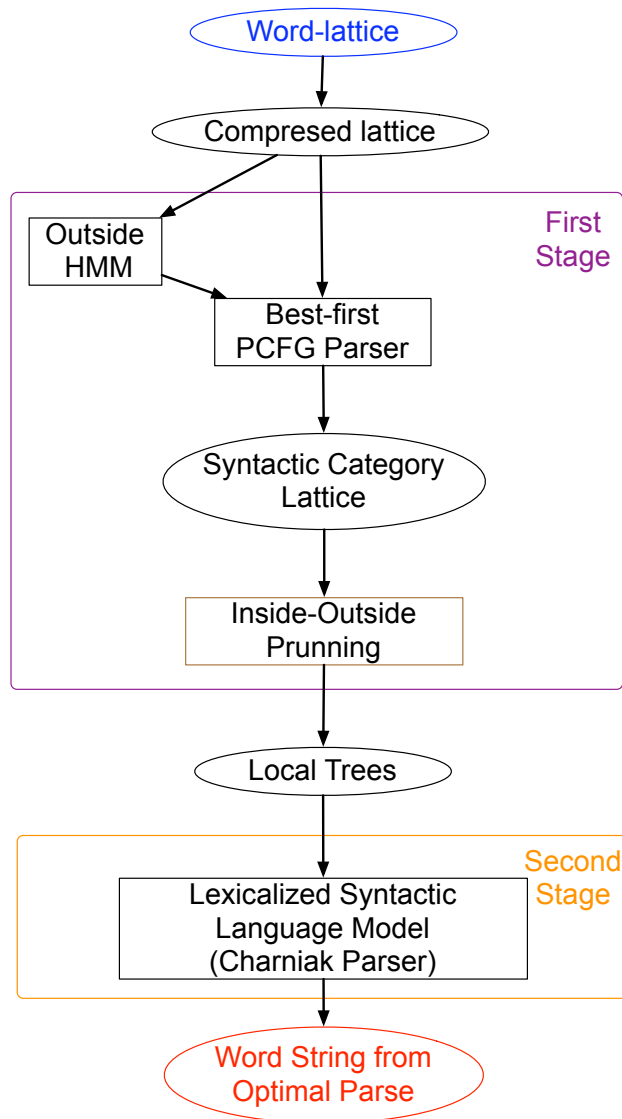 Word-lattice
Compresed lattice
First
Stage
Outside
HMM
Best-first
PCFG Parser
Syntactic Category
Lattice
Inside-Outside
Prunning
Local Trees
Second
Stage
Lexicalized Syntactic
Language Model
(Charniak Parser)
Word String from
Optimal Parse